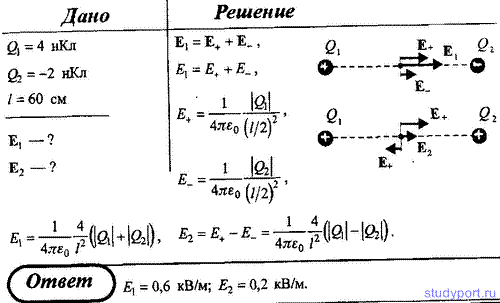 Дано
Q₁ = 4 нКл
Q₂ = –2 нКл
l = 60 см
E₁ — ?
E₂ — ?
Решение
E₁ = E₊ + E₋ ,
E₁ = E₊ + E₋ ,
E₊ = 1/(4πε₀) |Q₁|/(l/2)² ,
E₋ = 1/(4πε₀) |Q₂|/(l/2)² ,
Q₁ E₊ E₁ Q₂
E₋
Q₁ E₊ Q₂
E₊ E₂
E₁ = 1/(4πε₀) 4/l² (|Q₁|+|Q₂|), E₂ = E₊ – E₋ = 1/(4πε₀) 4/l² (|Q₁|–|Q₂|).
Ответ
E₁ = 0,6 кВ/м; E₂ = 0,2 кВ/м.
studyport.ru